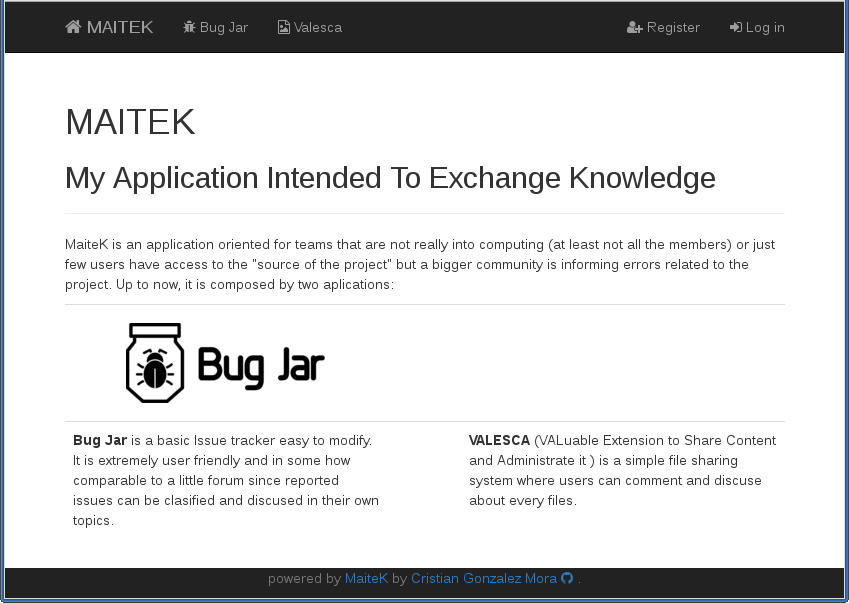 MAITEK Bug Jar Valesca Register Log in
MAITEK
My Application Intended To Exchange Knowledge
MaiteK is an application oriented for teams that are not really into computing (at least not all the members) or just
few users have access to the "source of the project" but a bigger community is informing errors related to the
project. Up to now, it is composed by two aplications:
Bug Jar
Bug Jar is a basic Issue tracker easy to modify.
It is extremely user friendly and in some how
comparable to a little forum since reported
issues can be clasified and discused in their own
topics.
VALESCA (VALuable Extension to Share Content
and Administrate it ) is a simple file sharing
system where users can comment and discuse
about every files.
powered by MaiteK by Cristian Gonzalez Mora .